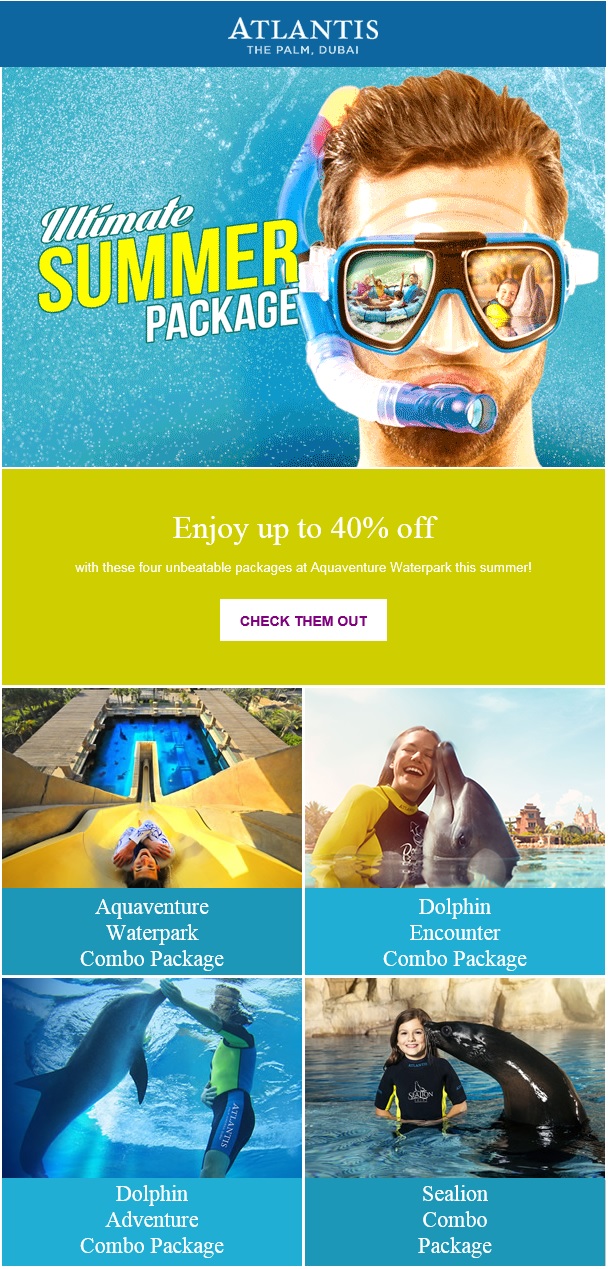 ATLANTIS
THE PALM, DUBAI
Ultimate
SUMMER
PACKAGE
Enjoy up to 40% off
with these four unbeatable packages at Aquaventure Waterpark this summer!
CHECK THEM OUT
Aquaventure
Waterpark
Combo Package
Dolphin
Encounter
Combo Package
ATLANTIS
ATLANTIS
SEALION
Dolphin
Adventure
Combo Package
Sealion
Combo
Package